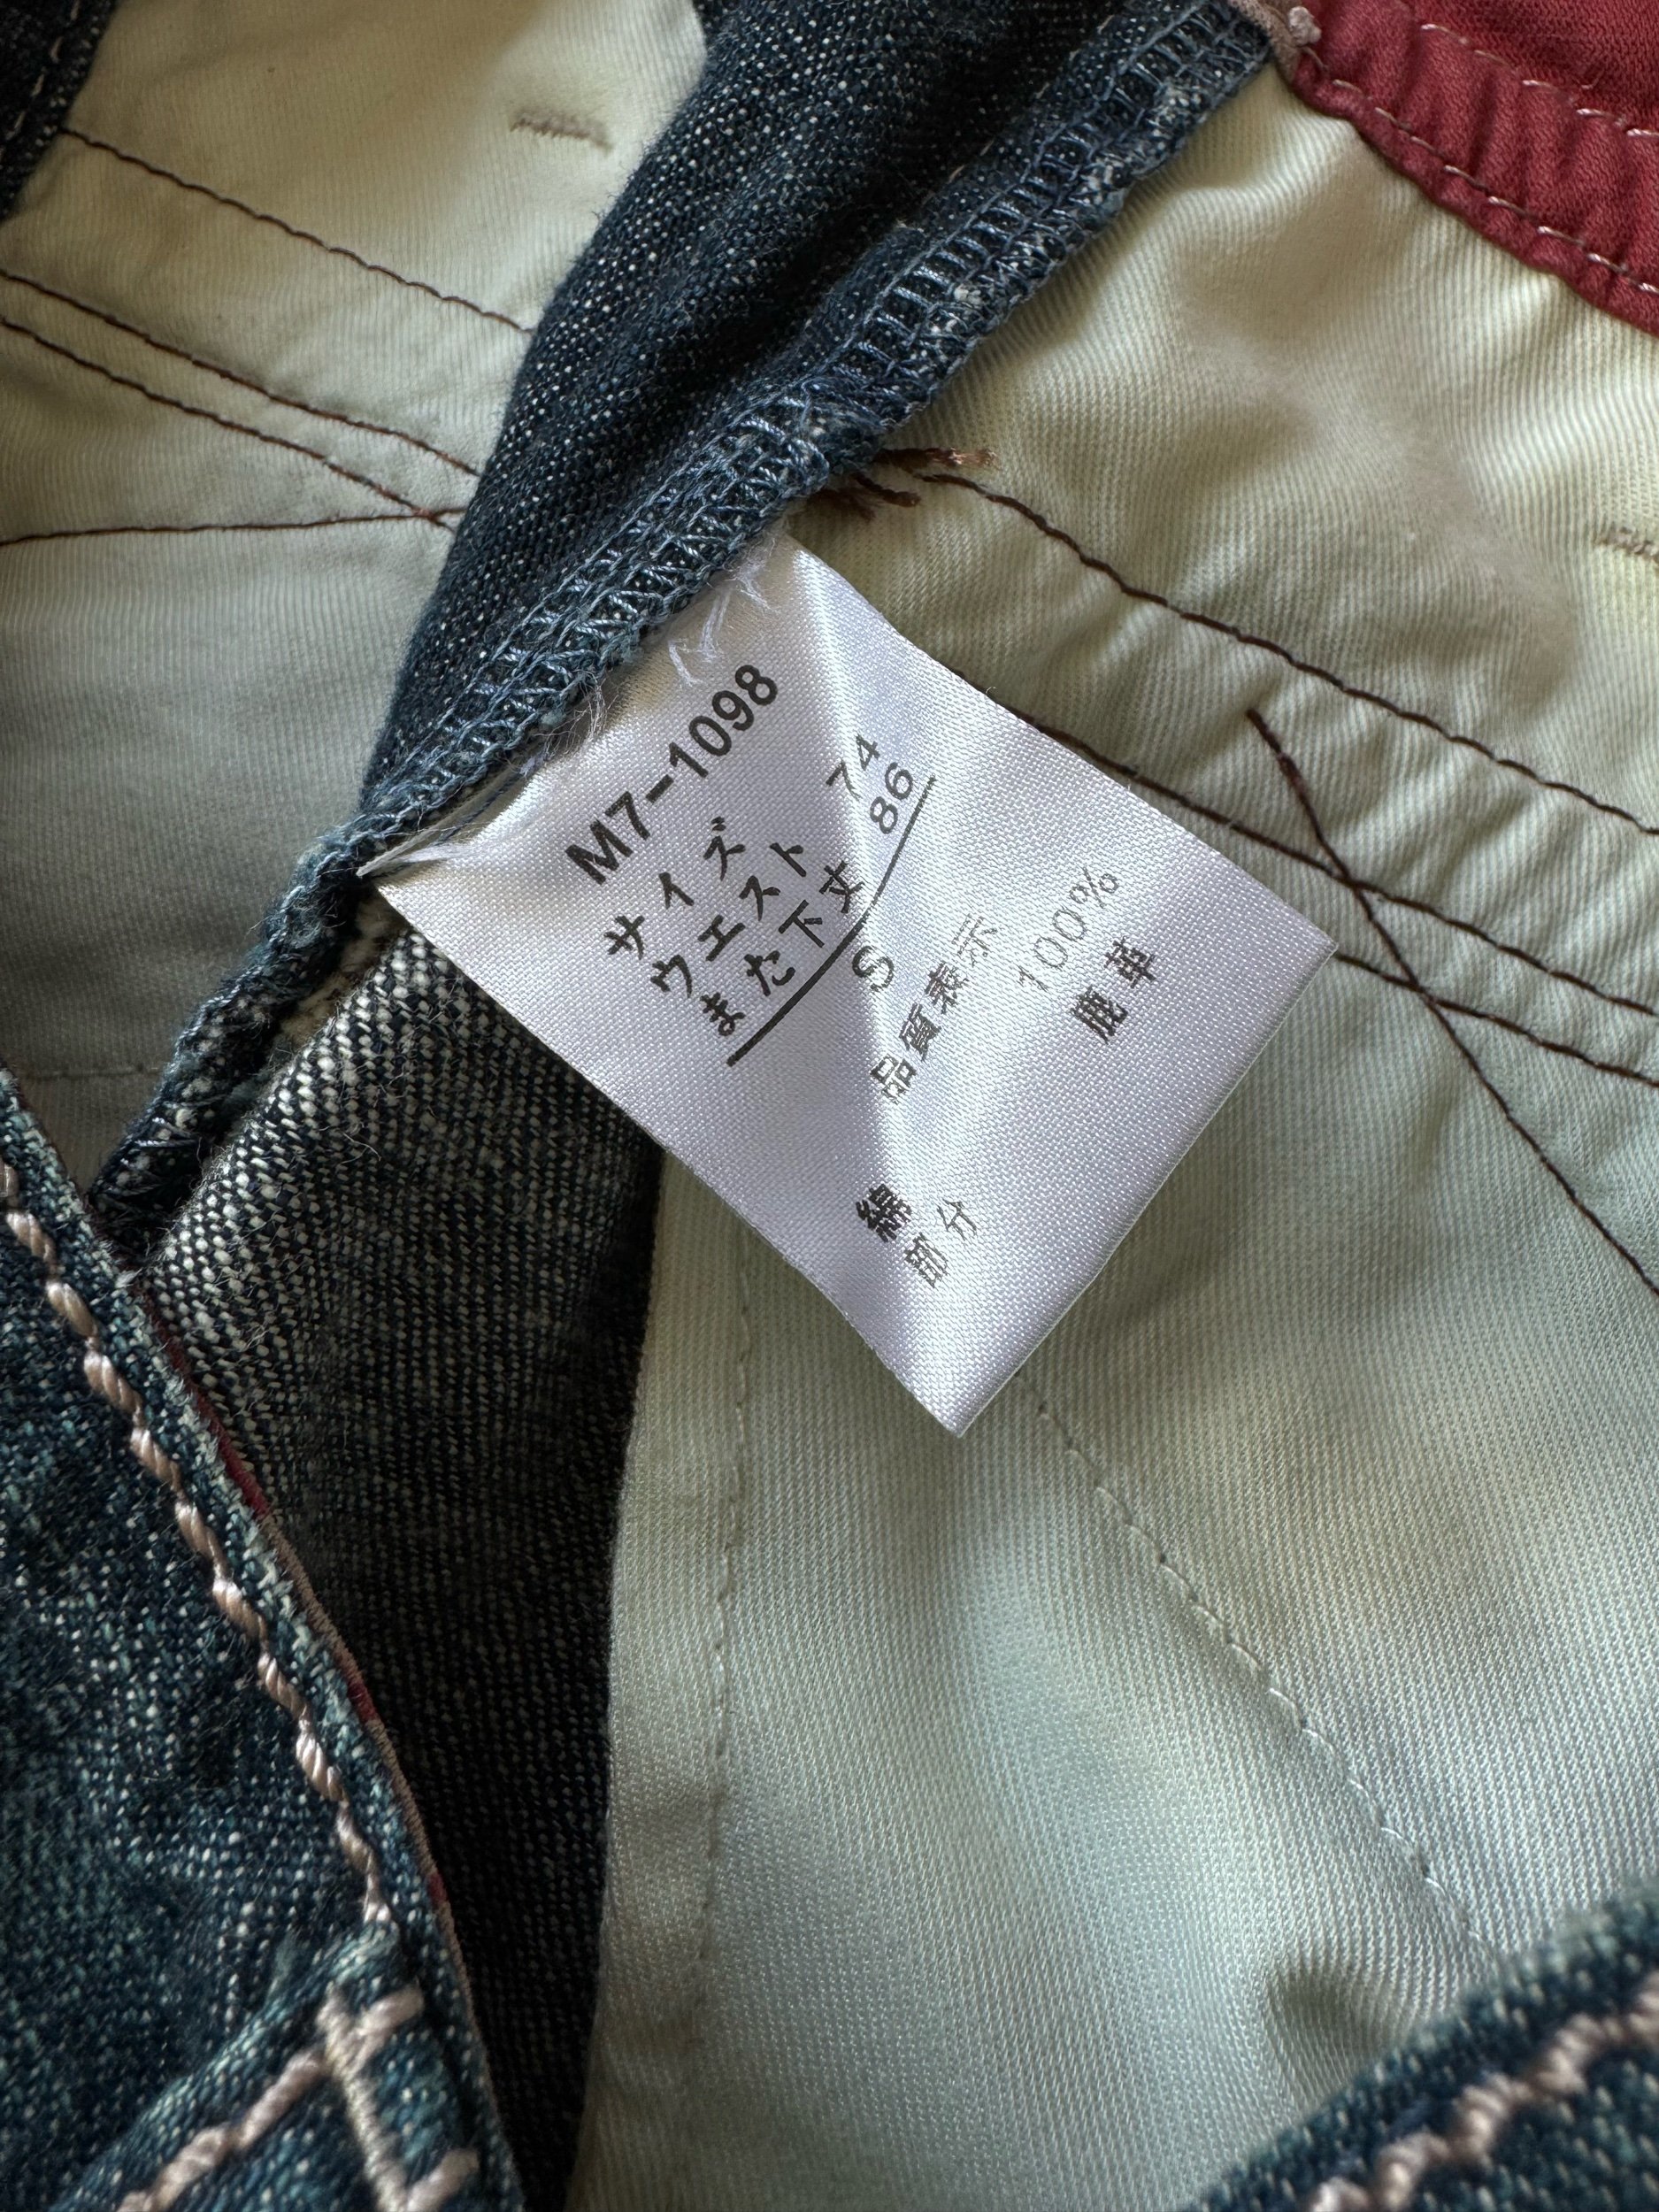 M7-1098
サイズ
ウエスト 74
また下丈 86
S
品質表示
綿 100%
部分 鹿革